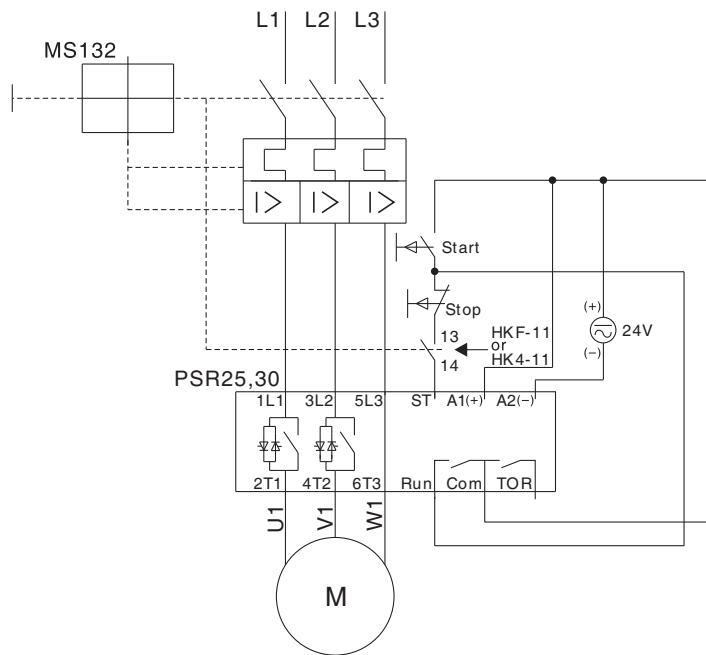 L1 L2 L3
MS132
I> I> I>
Start
Stop
(+)
24V
(–)
13
HKF-11
or
HK4-11
14
PSR25,30
1L1 3L2 5L3 ST A1(+) A2(–)
2T1 4T2 6T3 Run Com TOR
U1 V1 W1
M